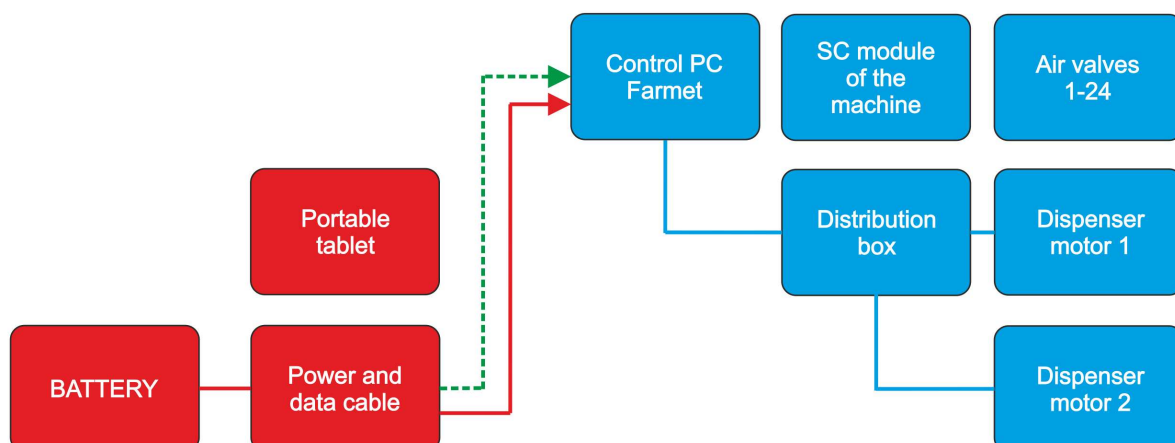 Control PC
Farmet
SC module
of the
machine
Air valves
1-24
Portable
tablet
Distribution
box
Dispenser
motor 1
BATTERY
Power and
data cable
Dispenser
motor 2